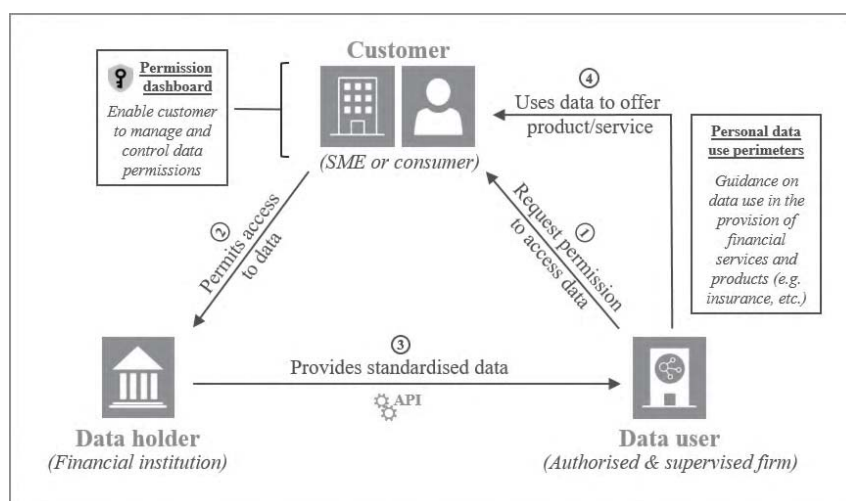 Customer
Permission
dashboard
Enable customer
to manage and
control data
permissions
(SME or consumer)
④
Uses data to offer
product/service
Personal data
use perimeters
Guidance on
data use in the
provision of
financial
services and
products (e.g.
insurance, etc.)
①
Request permission
to access data
②
Permits access
to data
③
Provides standardised data
API
Data holder
(Financial institution)
Data user
(Authorised & supervised firm)